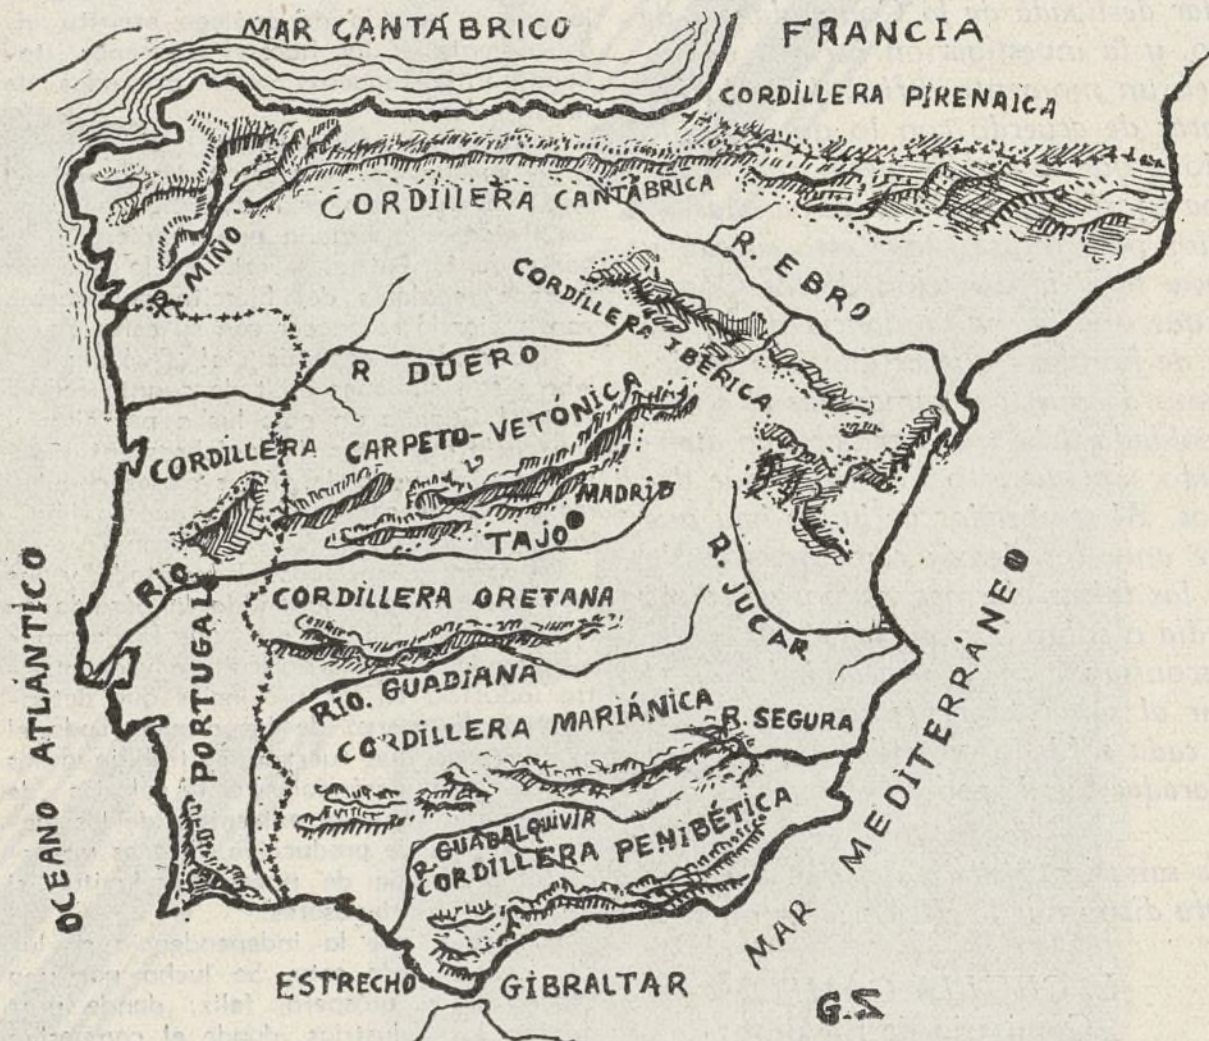 MAR CANTÁBRICO
FRANCIA
CORDILLERA PIRENAICA
CORDILLERA CANTÁBRICA
R. MIÑO
R. EBRO
CORDILLERA IBÉRICA
R DUERO
CORDILLERA CARPETO-VETÓNICA
MADRID
RÍO TAJO
CORDILLERA ORETANA
R. JUCAR
OCEANO ATLÁNTICO
PORTUGAL
MAR MEDITERRÁNEO
RÍO. GUADIANA
CORDILLERA MARIÁNICA
R. SEGURA
R. GUADALQUIVIR
CORDILLERA PENIBÉTICA
ESTRECHO GIBRALTAR
G.S